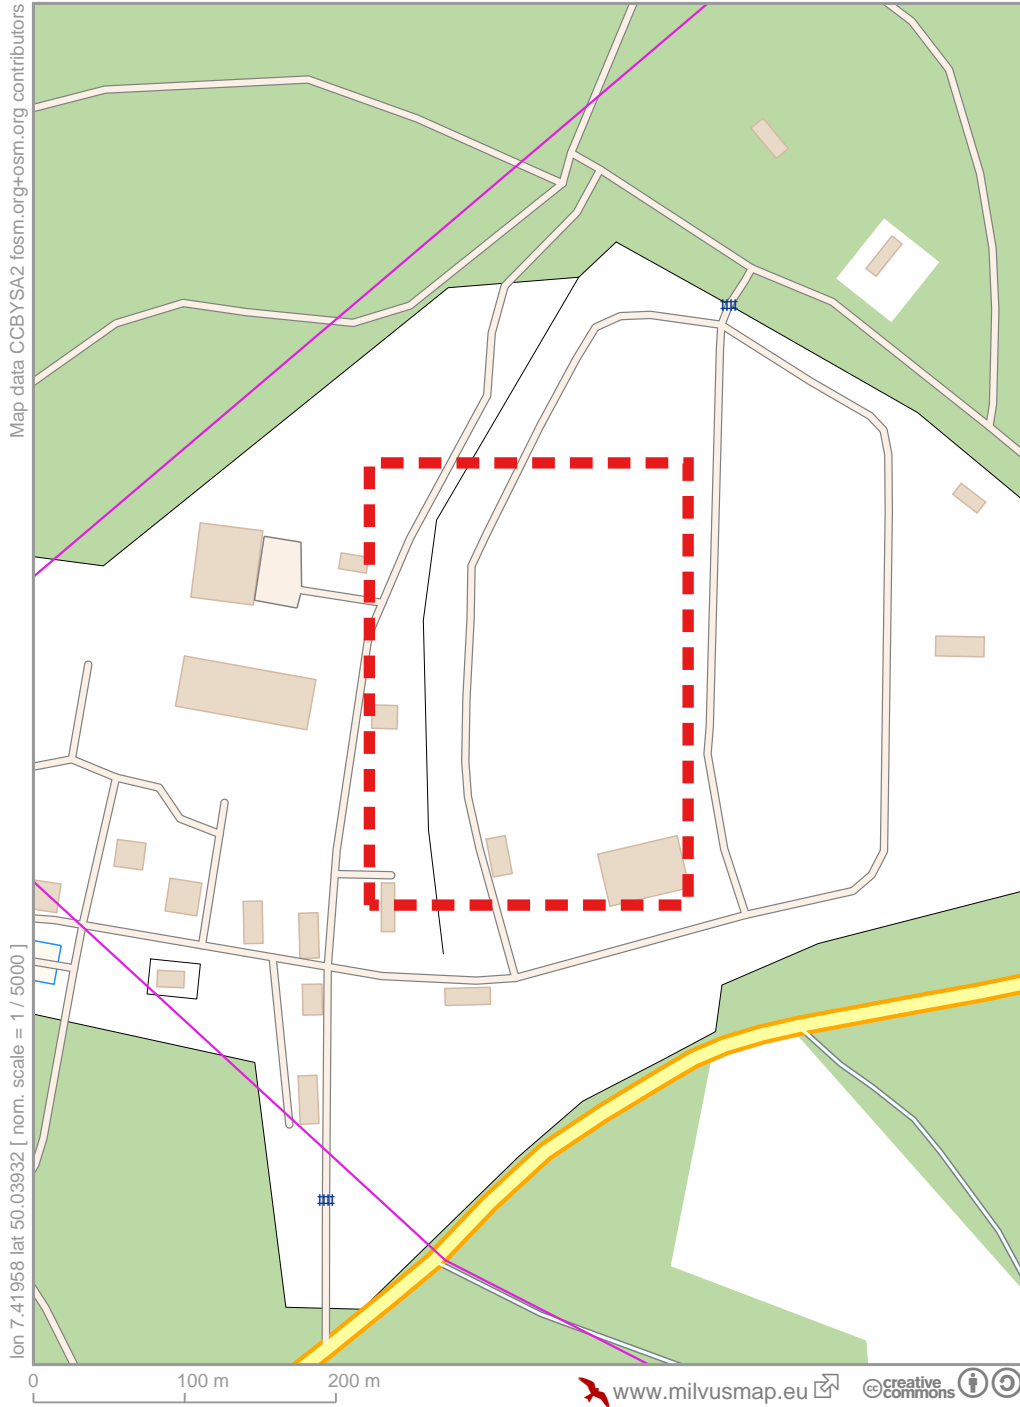 Map data CCBYSA2 fosm.org+osm.org contributors
lon 7.41958 lat 50.03932 [ nom. scale = 1 / 5000 ]
0 100 m 200 m
www.milvusmap.eu
cc creative commons